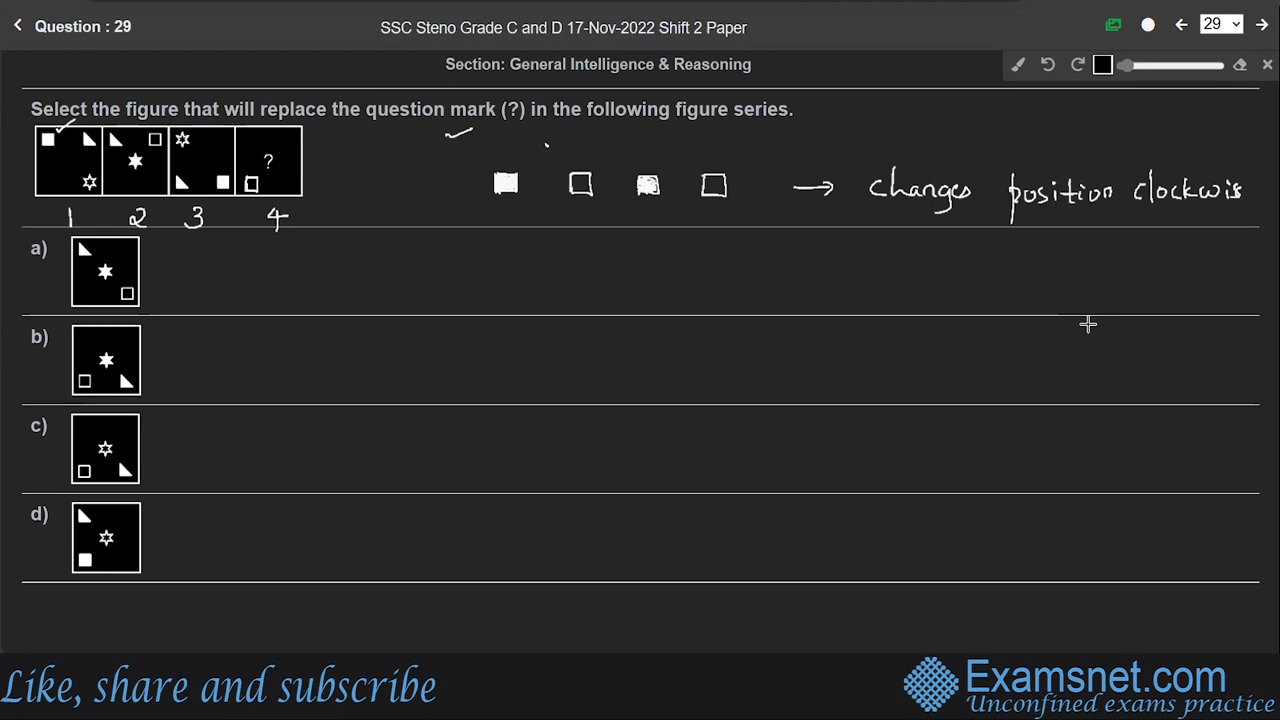 Question : 29
SSC Steno Grade C and D 17-Nov-2022 Shift 2 Paper
29
Section: General Intelligence & Reasoning
Select the figure that will replace the question mark (?) in the following figure series.
?
→ changes position clockwis
1 2 3 4
a)
b)
c)
d)
Like, share and subscribe
Examsnet.com
Unconfined exams practice